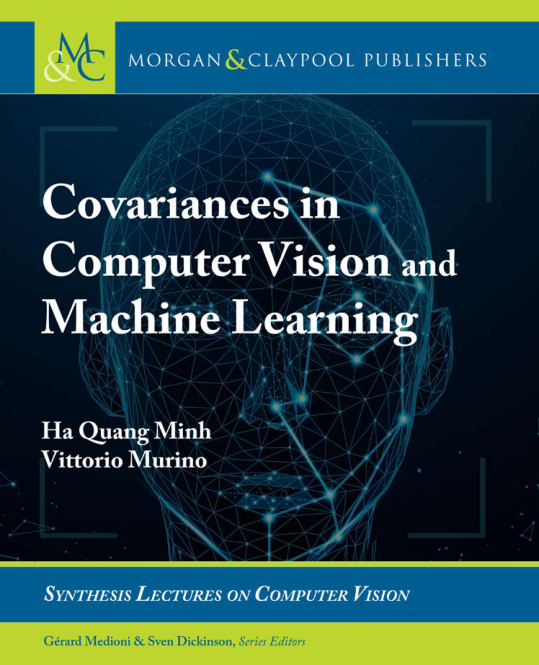 M&C MORGAN&CLAYPOOL PUBLISHERS
Covariances in
Computer Vision and
Machine Learning
Ha Quang Minh
Vittorio Murino
SYNTHESIS LECTURES ON COMPUTER VISION
Gérard Medioni & Sven Dickinson, Series Editors